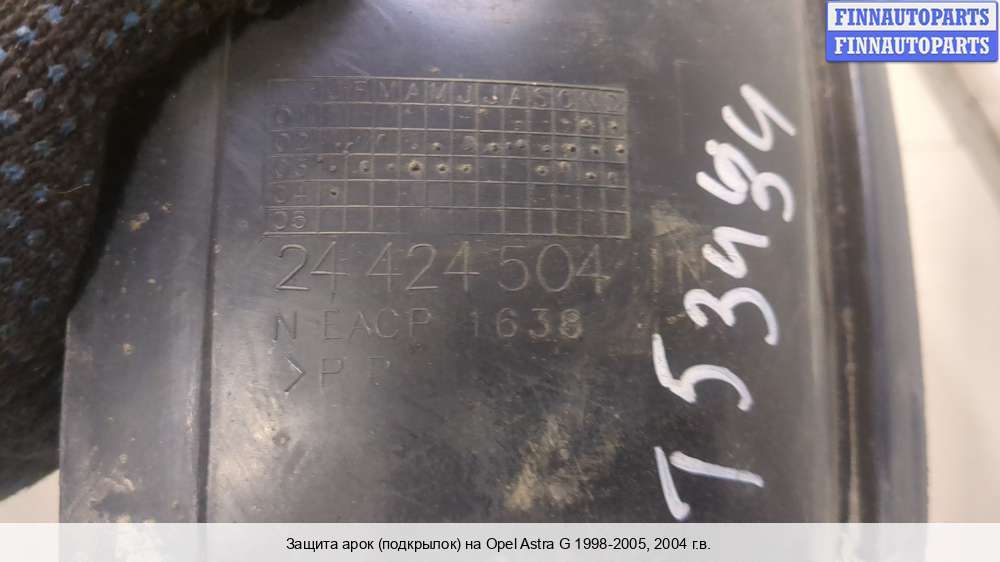 FINNAUTOPARTS
FINNAUTOPARTS
J F M A M J J A S O N D
01
02
03
04
05
24 424 504
N EACP 1638
>PP
Защита арок (подкрылок) на Opel Astra G 1998-2005, 2004 г.в.